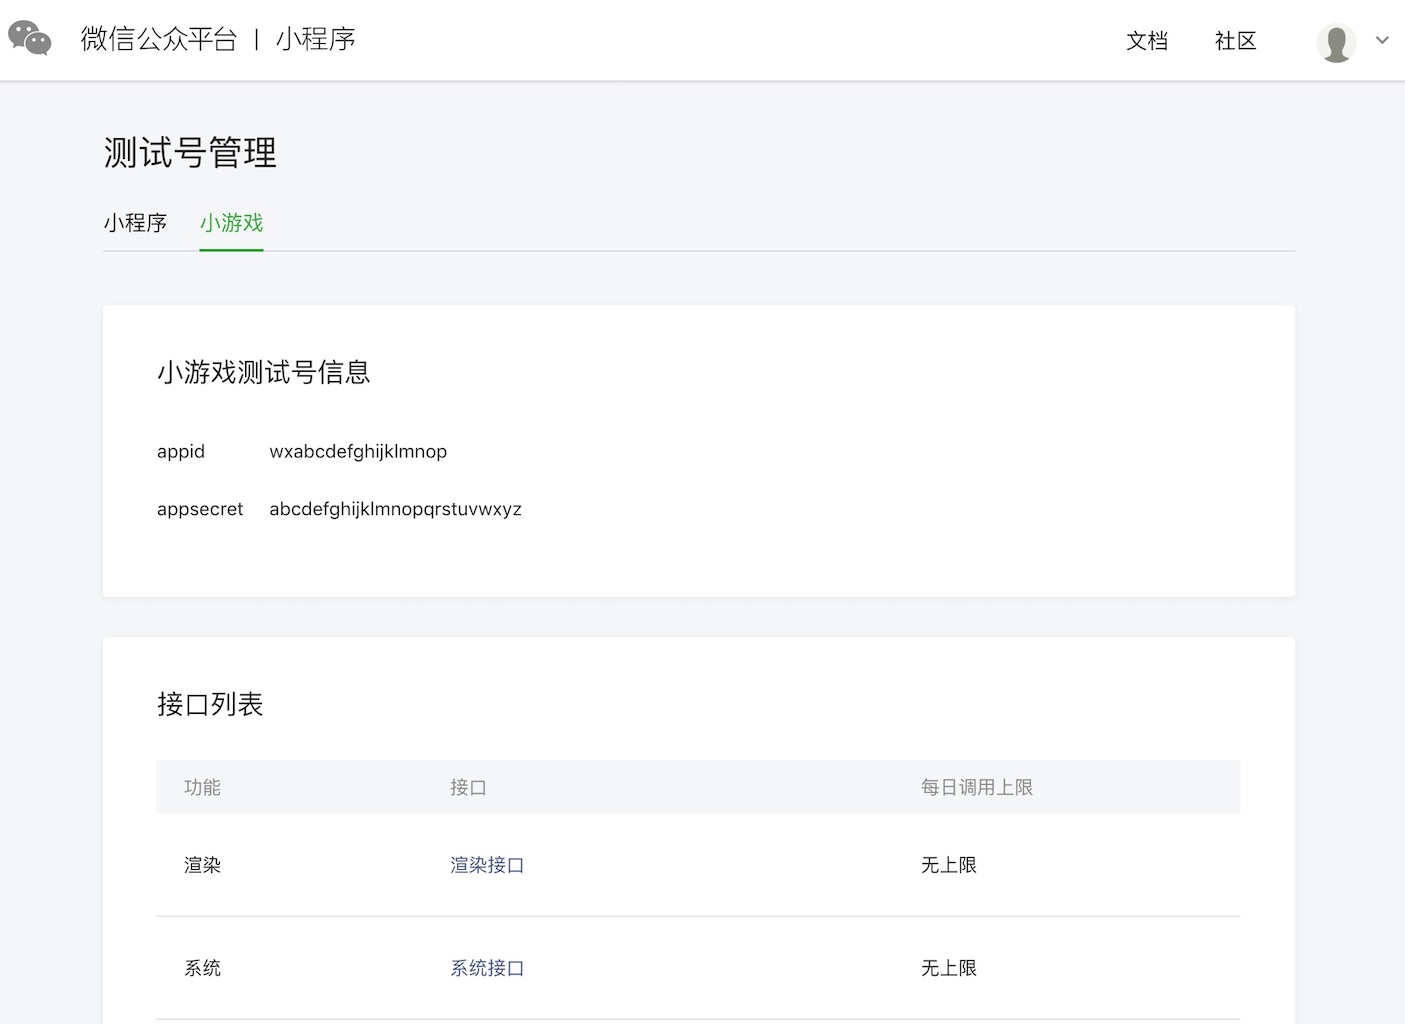 微信公众平台 | 小程序
文档 社区
测试号管理
小程序 小游戏
小游戏测试号信息
appid wxabcdefghijklmnop
appsecret abcdefghijklmnopqrstuvwxyz
接口列表
功能 接口 每日调用上限
渲染 渲染接口 无上限
系统 系统接口 无上限